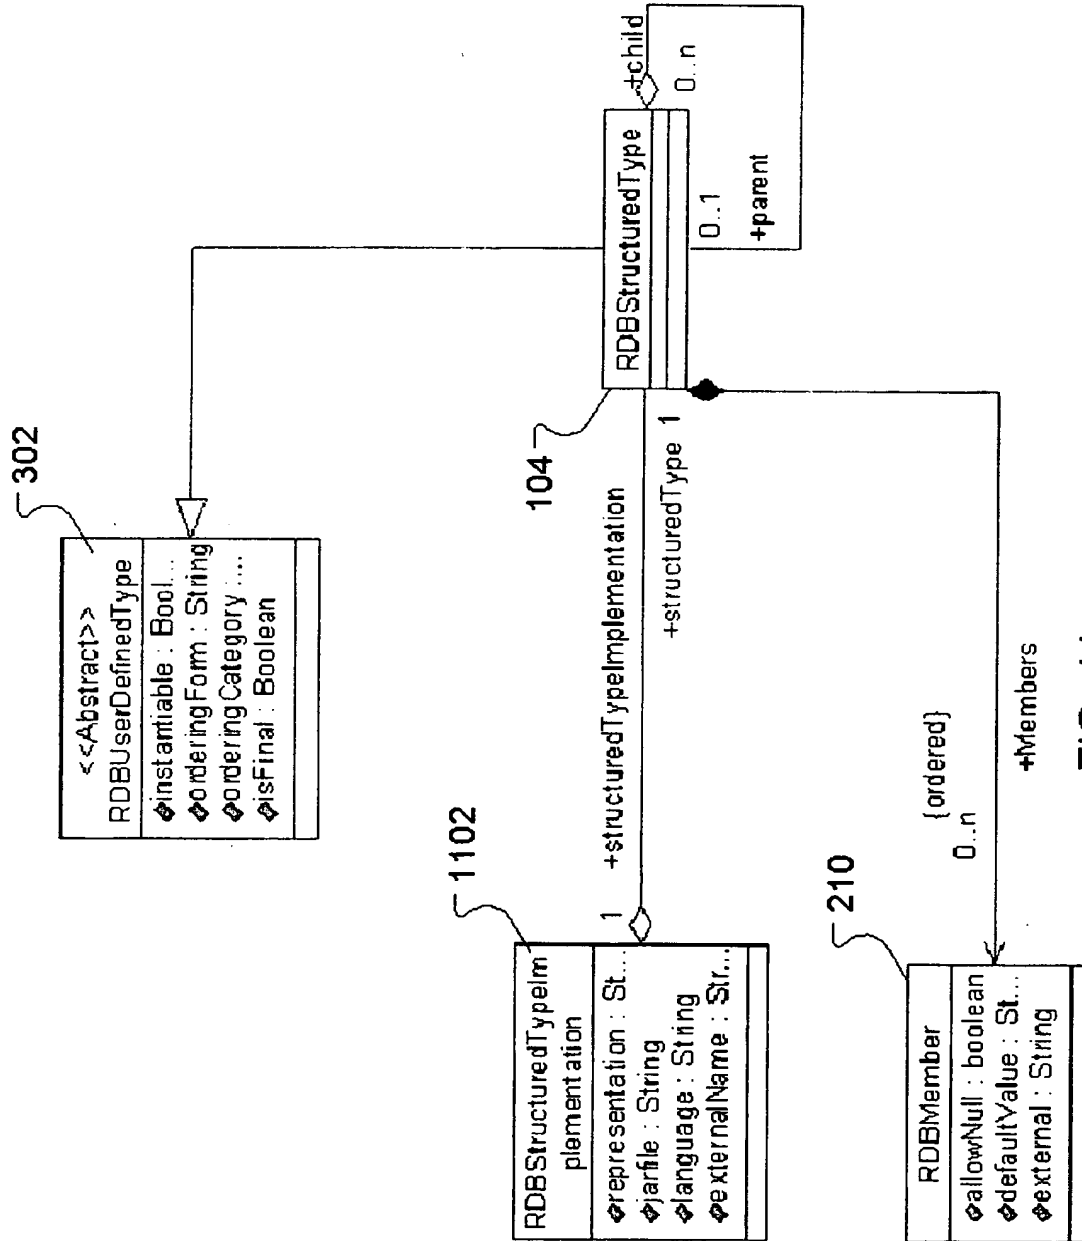 302
<<Abstract>>
RDBUserDefinedType
instantiable : Bool...
orderingForm : String
orderingCategory : ...
isFinal : Boolean
1102
RDBStructuredTypeIm
plementation
representation : St...
jarfile : String
language : String
externalName : Str...
1
+structuredTypeImplementation
104
RDBStructuredType
+structuredType 1
+child
0..n
0..1
+parent
210
RDBMember
allowNull : boolean
defaultValue : St...
external : String
{ordered}
0..n
+Members